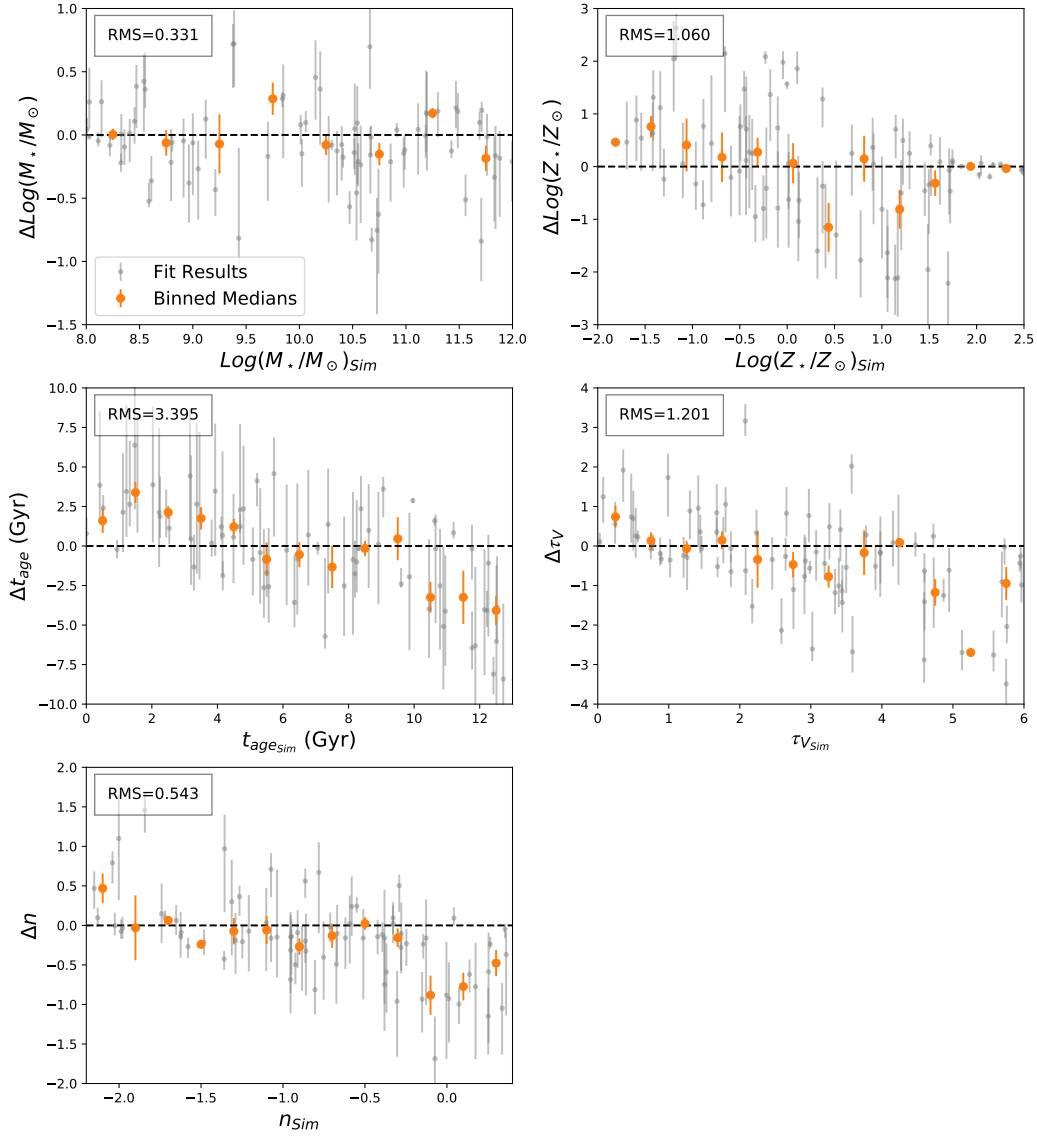 RMS=0.331
1.0
0.5
0.0
−0.5
−1.0
−1.5
ΔLog(M⋆/M⊙)
Fit Results
Binned Medians
8.0 8.5 9.0 9.5 10.0 10.5 11.0 11.5 12.0
Log(M⋆/M⊙)Sim
RMS=1.060
3
2
1
0
−1
−2
−3
ΔLog(Z⋆/Z⊙)
−2.0 −1.5 −1.0 −0.5 0.0 0.5 1.0 1.5 2.0 2.5
Log(Z⋆/Z⊙)Sim
RMS=3.395
10.0
7.5
5.0
2.5
0.0
−2.5
−5.0
−7.5
−10.0
Δtage (Gyr)
0 2 4 6 8 10 12
tageSim (Gyr)
RMS=1.201
4
3
2
1
0
−1
−2
−3
−4
ΔτV
0 1 2 3 4 5 6
τVSim
RMS=0.543
2.0
1.5
1.0
0.5
0.0
−0.5
−1.0
−1.5
−2.0
Δn
−2.0 −1.5 −1.0 −0.5 0.0
nSim